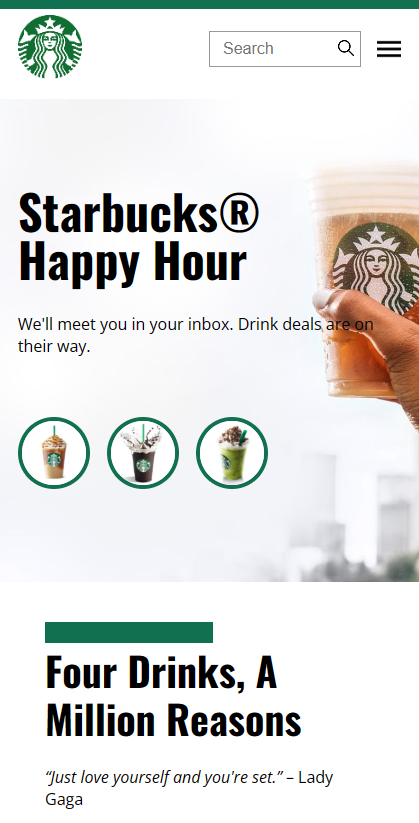 Search
Starbucks®
Happy Hour
We'll meet you in your inbox. Drink deals are on
their way.
Four Drinks, A
Million Reasons
“Just love yourself and you're set.” – Lady
Gaga